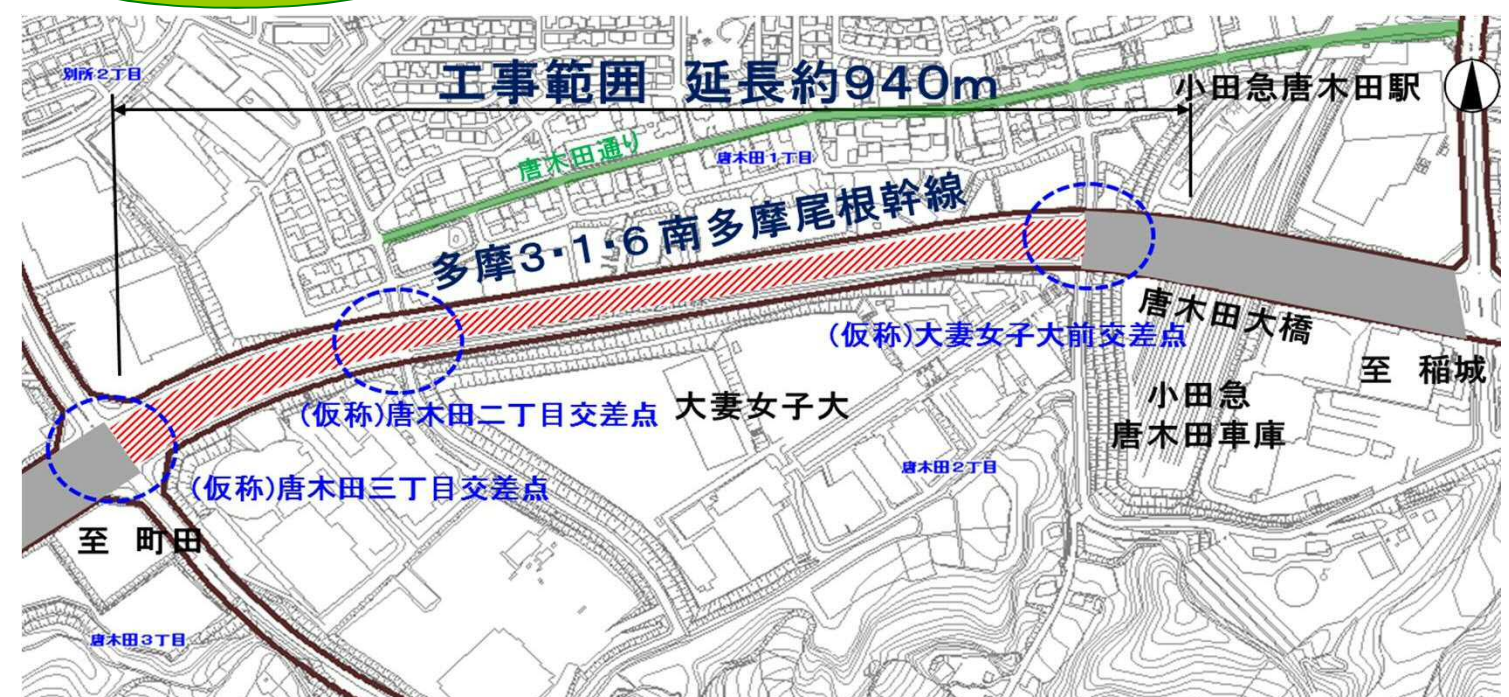 別所2丁目
工事範囲 延長約940m
小田急唐木田駅
唐木田通り
唐木田1丁目
多摩3・1・6 南多摩尾根幹線
唐木田大橋
(仮称)大妻女子大前交差点
至 稲城
(仮称)唐木田二丁目交差点
大妻女子大
小田急
唐木田車庫
唐木田2丁目
(仮称)唐木田三丁目交差点
至 町田
唐木田3丁目